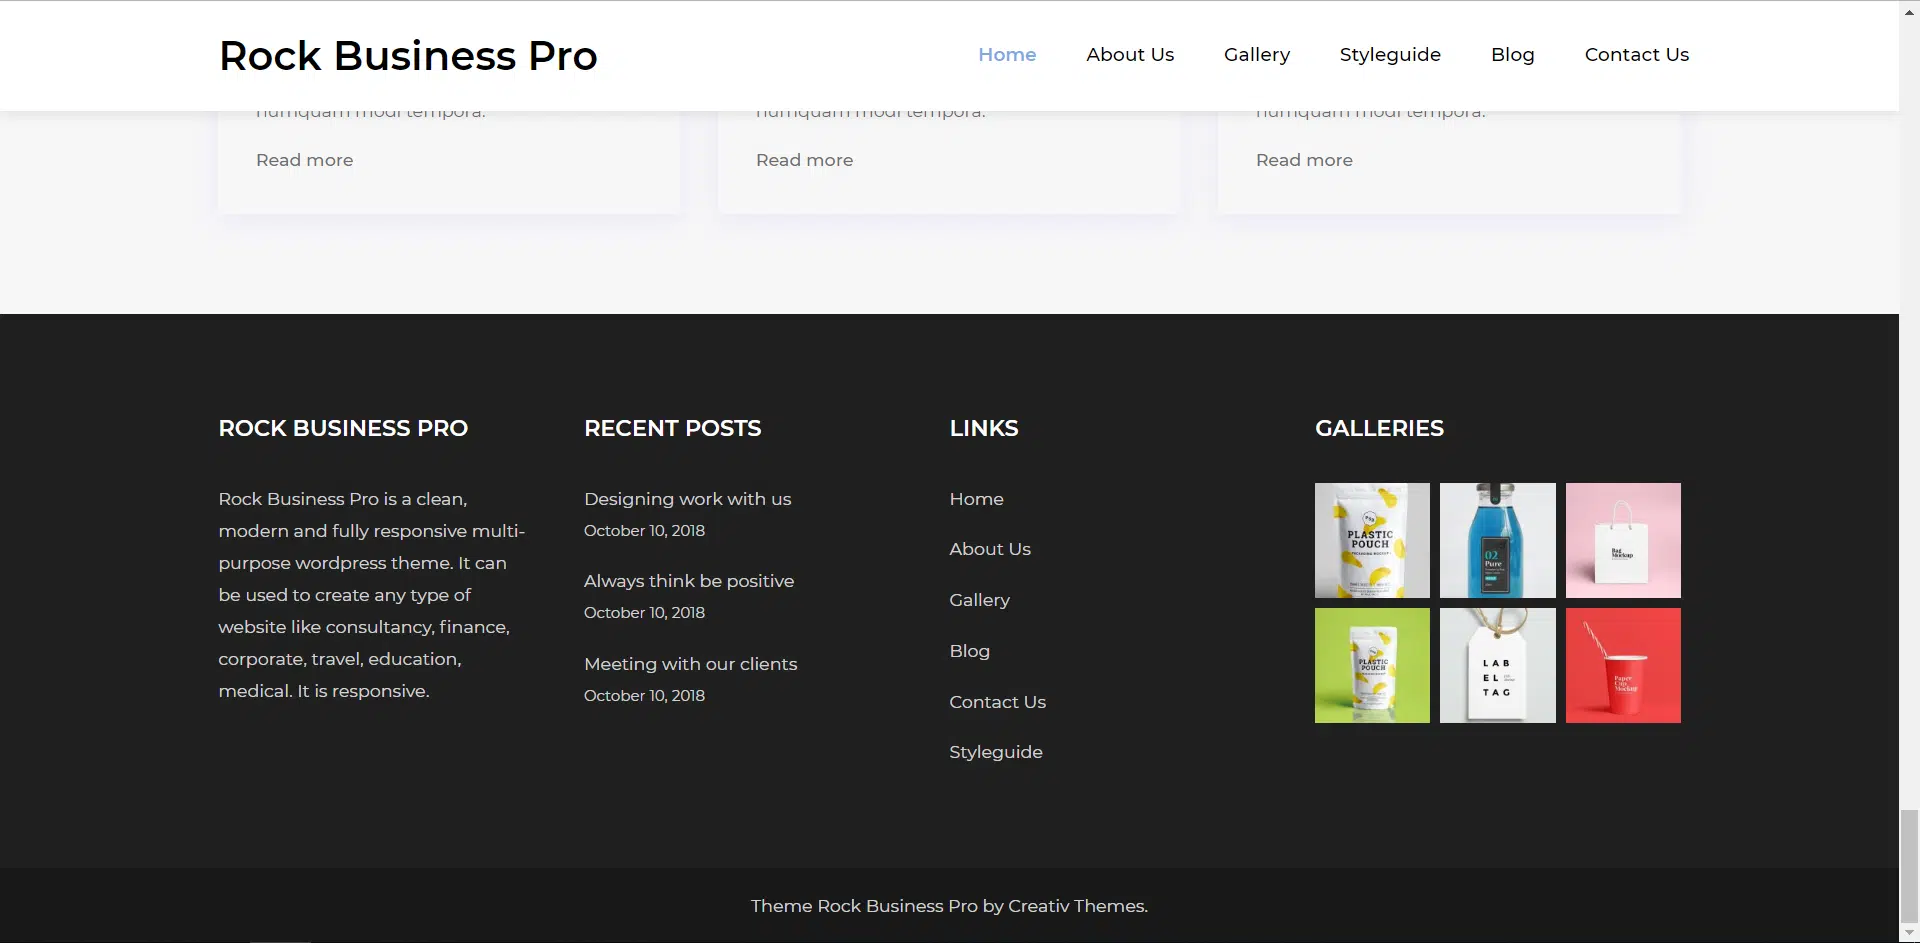 Rock Business Pro
Home
About Us
Gallery
Styleguide
Blog
Contact Us
numquam modi tempora.
numquam modi tempora.
numquam modi tempora.
Read more
Read more
Read more
ROCK BUSINESS PRO
Rock Business Pro is a clean,
modern and fully responsive multi-
purpose wordpress theme. It can
be used to create any type of
website like consultancy, finance,
corporate, travel, education,
medical. It is responsive.
RECENT POSTS
Designing work with us
October 10, 2018
Always think be positive
October 10, 2018
Meeting with our clients
October 10, 2018
LINKS
Home
About Us
Gallery
Blog
Contact Us
Styleguide
GALLERIES
PLASTIC
POUCH
02
Pure
Bag
Mockup
PLASTIC
POUCH
LAB
EL
TAG
Paper
Cup
Mockup
Theme Rock Business Pro by Creativ Themes.